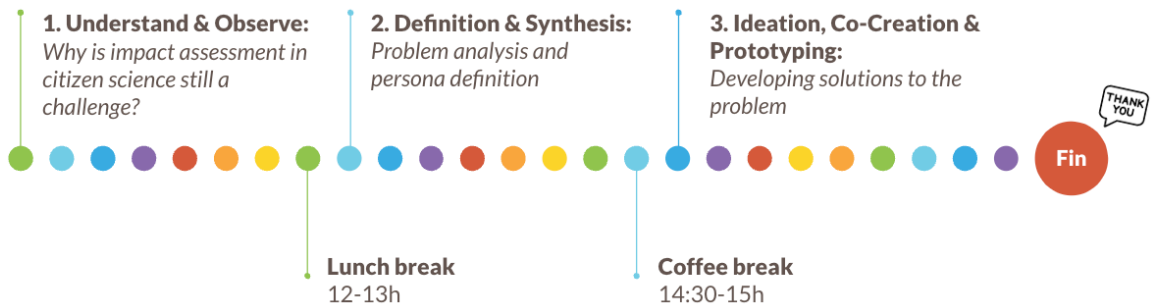 1. Understand & Observe:
Why is impact assessment in
citizen science still a
challenge?
2. Definition & Synthesis:
Problem analysis and
persona definition
3. Ideation, Co-Creation &
Prototyping:
Developing solutions to the
problem
THANK
YOU
Fin
Lunch break
12-13h
Coffee break
14:30-15h